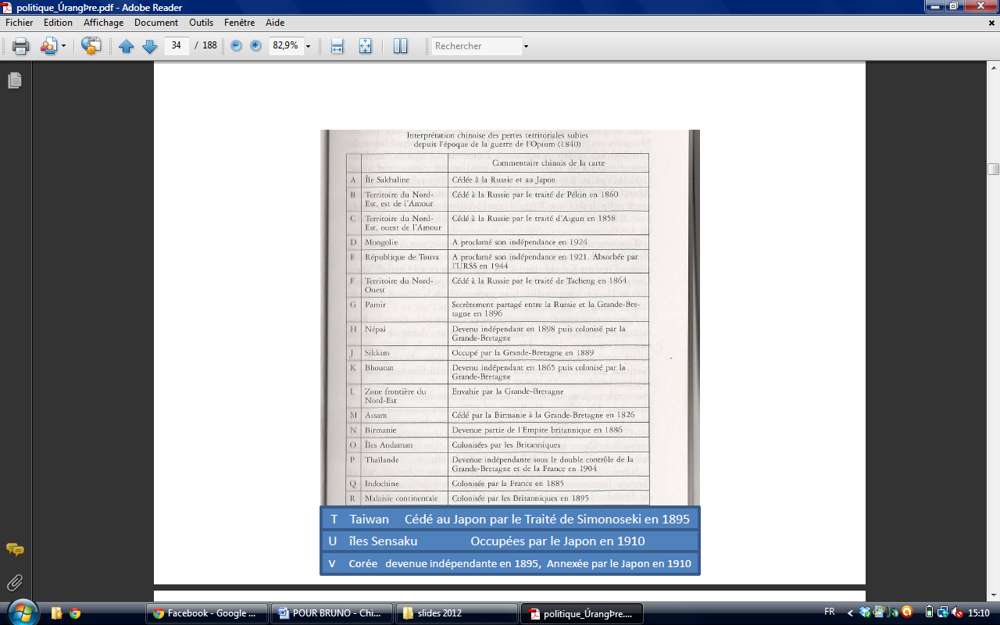 politique_ÚrangÞre.pdf - Adobe Reader
Fichier Edition Affichage Document Outils Fenêtre Aide
34 / 188 82,9% Rechercher
Interprétation chinoise des pertes territoriales subies
depuis l'époque de la guerre de l'Opium (1840)
Commentaire chinois de la carte
A Île Sakhaline Cédée à la Russie et au Japon
B Territoire du Nord- Cédé à la Russie par le traité de Pékin en 1860
Est, est de l'Amour
C Territoire du Nord- Cédé à la Russie par le traité d'Aigun en 1858
Est, ouest de l'Amour
D Mongolie A proclamé son indépendance en 1924
E République de Touva A proclamé son indépendance en 1921. Absorbée par
l'URSS en 1944
F Territoire du Nord- Cédé à la Russie par le traité de Tacheng en 1864
Ouest
G Pamir Secrètement partagé entre la Russie et la Grande-Bre-
tagne en 1896
H Népal Devenu indépendant en 1898 puis colonisé par la
Grande-Bretagne
J Sikkim Occupé par la Grande-Bretagne en 1889
K Bhoutan Devenu indépendant en 1865 puis colonisé par la
Grande-Bretagne
L Zone frontière du Envahie par la Grande-Bretagne
Nord-Est
M Assam Cédé par la Birmanie à la Grande-Bretagne en 1826
N Birmanie Devenue partie de l'Empire britannique en 1886
O Îles Andaman Colonisées par les Britanniques
P Thaïlande Devenue indépendante sous le double contrôle de la
Grande-Bretagne et de la France en 1904
Q Indochine Colonisée par la France en 1885
R Malaisie continentale Colonisée par les Britanniques en 1895
T Taiwan Cédé au Japon par le Traité de Simonoseki en 1895
U îles Sensaku Occupées par le Japon en 1910
V Corée devenue indépendante en 1895, Annexée par le Japon en 1910
Facebook - Google ... POUR BRUNO - Chi... slides 2012 politique_ÚrangÞre.... FR 15:10